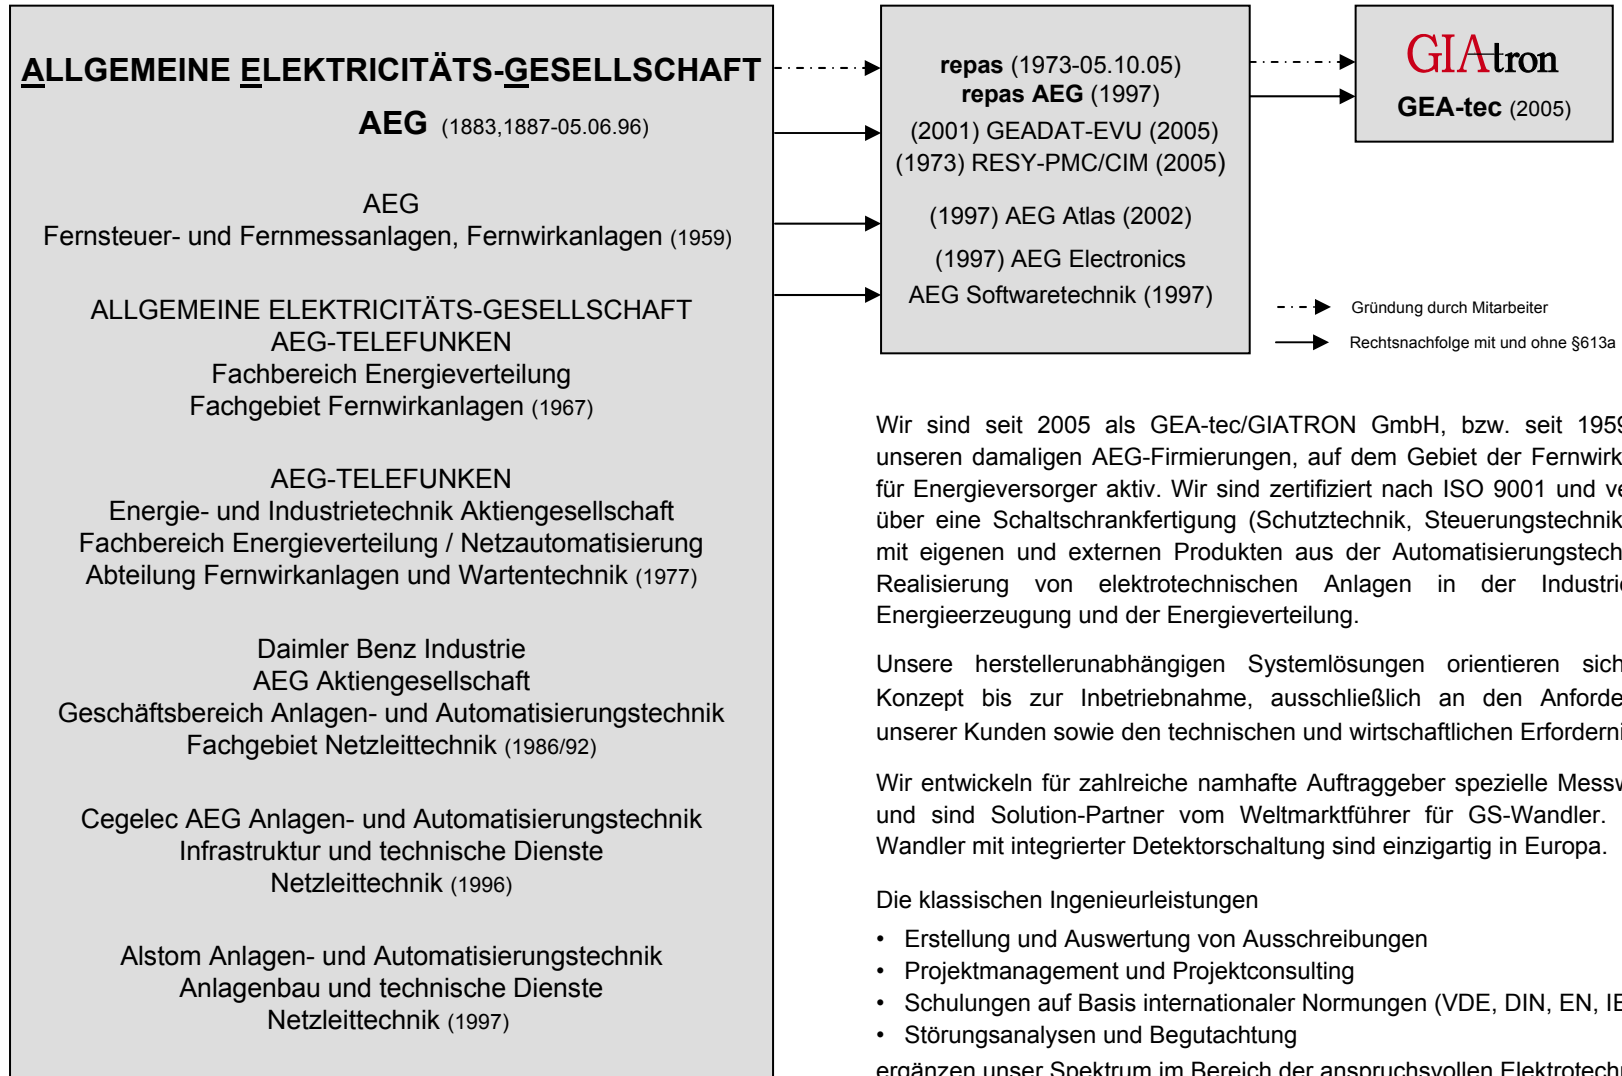 ALLGEMEINE ELEKTRICITÄTS-GESELLSCHAFT
AEG (1883,1887-05.06.96)
AEG
Fernsteuer- und Fernmessanlagen, Fernwirkanlagen (1959)
ALLGEMEINE ELEKTRICITÄTS-GESELLSCHAFT
AEG-TELEFUNKEN
Fachbereich Energieverteilung
Fachgebiet Fernwirkanlagen (1967)
AEG-TELEFUNKEN
Energie- und Industrietechnik Aktiengesellschaft
Fachbereich Energieverteilung / Netzautomatisierung
Abteilung Fernwirkanlagen und Wartentechnik (1977)
Daimler Benz Industrie
AEG Aktiengesellschaft
Geschäftsbereich Anlagen- und Automatisierungstechnik
Fachgebiet Netzleittechnik (1986/92)
Cegelec AEG Anlagen- und Automatisierungstechnik
Infrastruktur und technische Dienste
Netzleittechnik (1996)
Alstom Anlagen- und Automatisierungstechnik
Anlagenbau und technische Dienste
Netzleittechnik (1997)
repas (1973-05.10.05)
repas AEG (1997)
(2001) GEADAT-EVU (2005)
(1973) RESY-PMC/CIM (2005)
(1997) AEG Atlas (2002)
(1997) AEG Electronics
AEG Softwaretechnik (1997)
GIAtron
GEA-tec (2005)
Gründung durch Mitarbeiter
Rechtsnachfolge mit und ohne §613a
Wir sind seit 2005 als GEA-tec/GIATRON GmbH, bzw. seit 1959
unseren damaligen AEG-Firmierungen, auf dem Gebiet der Fernwirk
für Energieversorger aktiv. Wir sind zertifiziert nach ISO 9001 und ve
über eine Schaltschrankfertigung (Schutztechnik, Steuerungstechnik
mit eigenen und externen Produkten aus der Automatisierungstech
Realisierung von elektrotechnischen Anlagen in der Industrie
Energieerzeugung und der Energieverteilung.
Unsere herstellerunabhängigen Systemlösungen orientieren sich
Konzept bis zur Inbetriebnahme, ausschließlich an den Anforde
unserer Kunden sowie den technischen und wirtschaftlichen Erforderni
Wir entwickeln für zahlreiche namhafte Auftraggeber spezielle Messw
und sind Solution-Partner vom Weltmarktführer für GS-Wandler.
Wandler mit integrierter Detektorschaltung sind einzigartig in Europa.
Die klassischen Ingenieurleistungen
• Erstellung und Auswertung von Ausschreibungen
• Projektmanagement und Projektconsulting
• Schulungen auf Basis internationaler Normungen (VDE, DIN, EN, IE
• Störungsanalysen und Begutachtung
ergänzen unser Spektrum im Bereich der anspruchsvollen Elektrotech